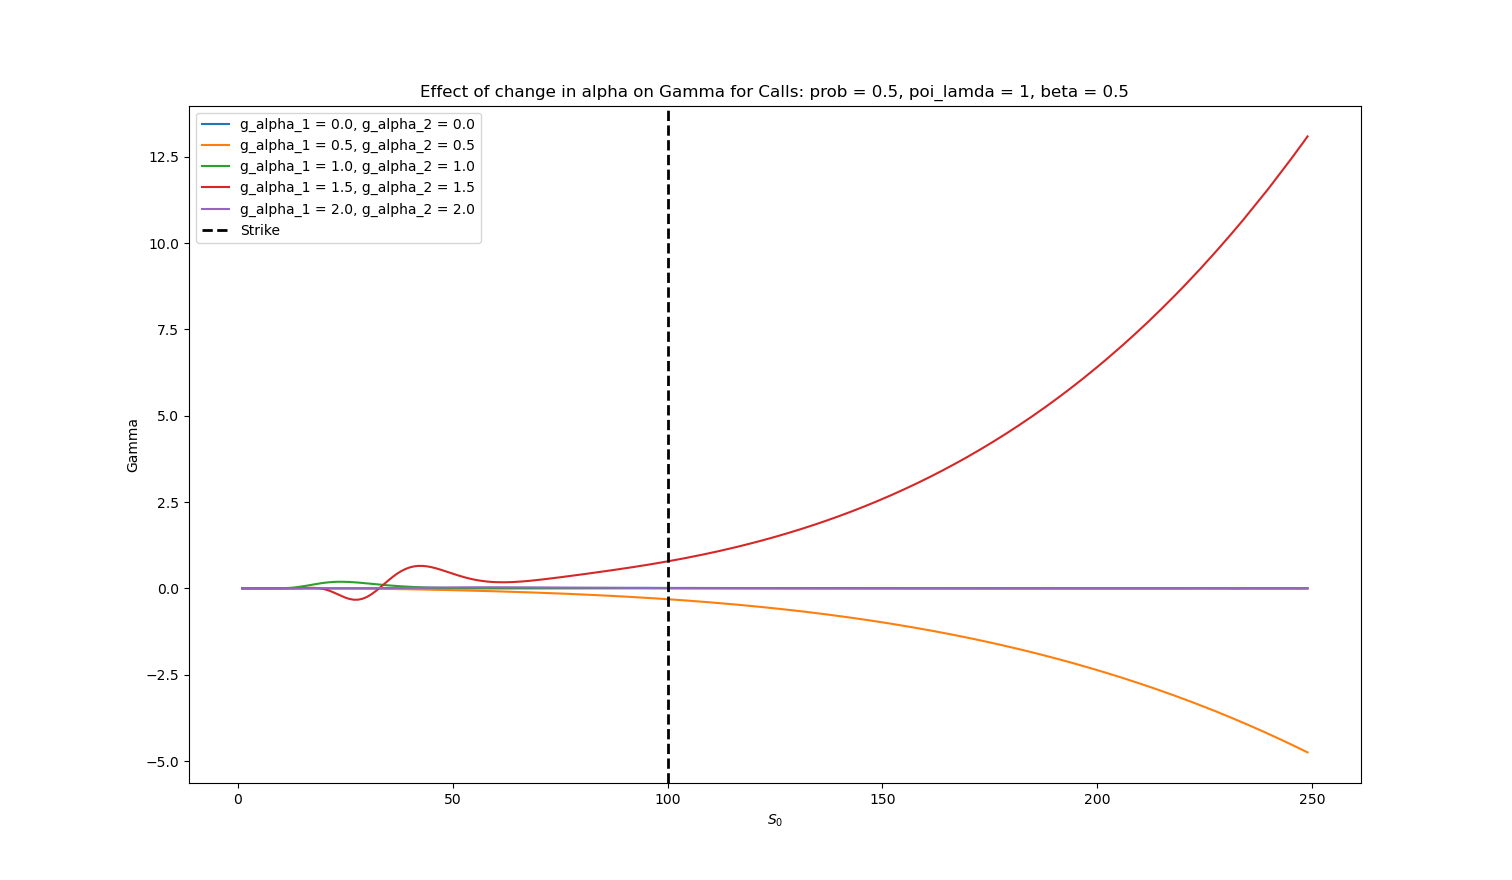 Effect of change in alpha on Gamma for Calls: prob = 0.5, poi_lamda = 1, beta = 0.5
g_alpha_1 = 0.0, g_alpha_2 = 0.0
g_alpha_1 = 0.5, g_alpha_2 = 0.5
g_alpha_1 = 1.0, g_alpha_2 = 1.0
g_alpha_1 = 1.5, g_alpha_2 = 1.5
g_alpha_1 = 2.0, g_alpha_2 = 2.0
Strike
12.5
10.0
7.5
5.0
2.5
0.0
−2.5
−5.0
Gamma
0 50 100 150 200 250
S₀